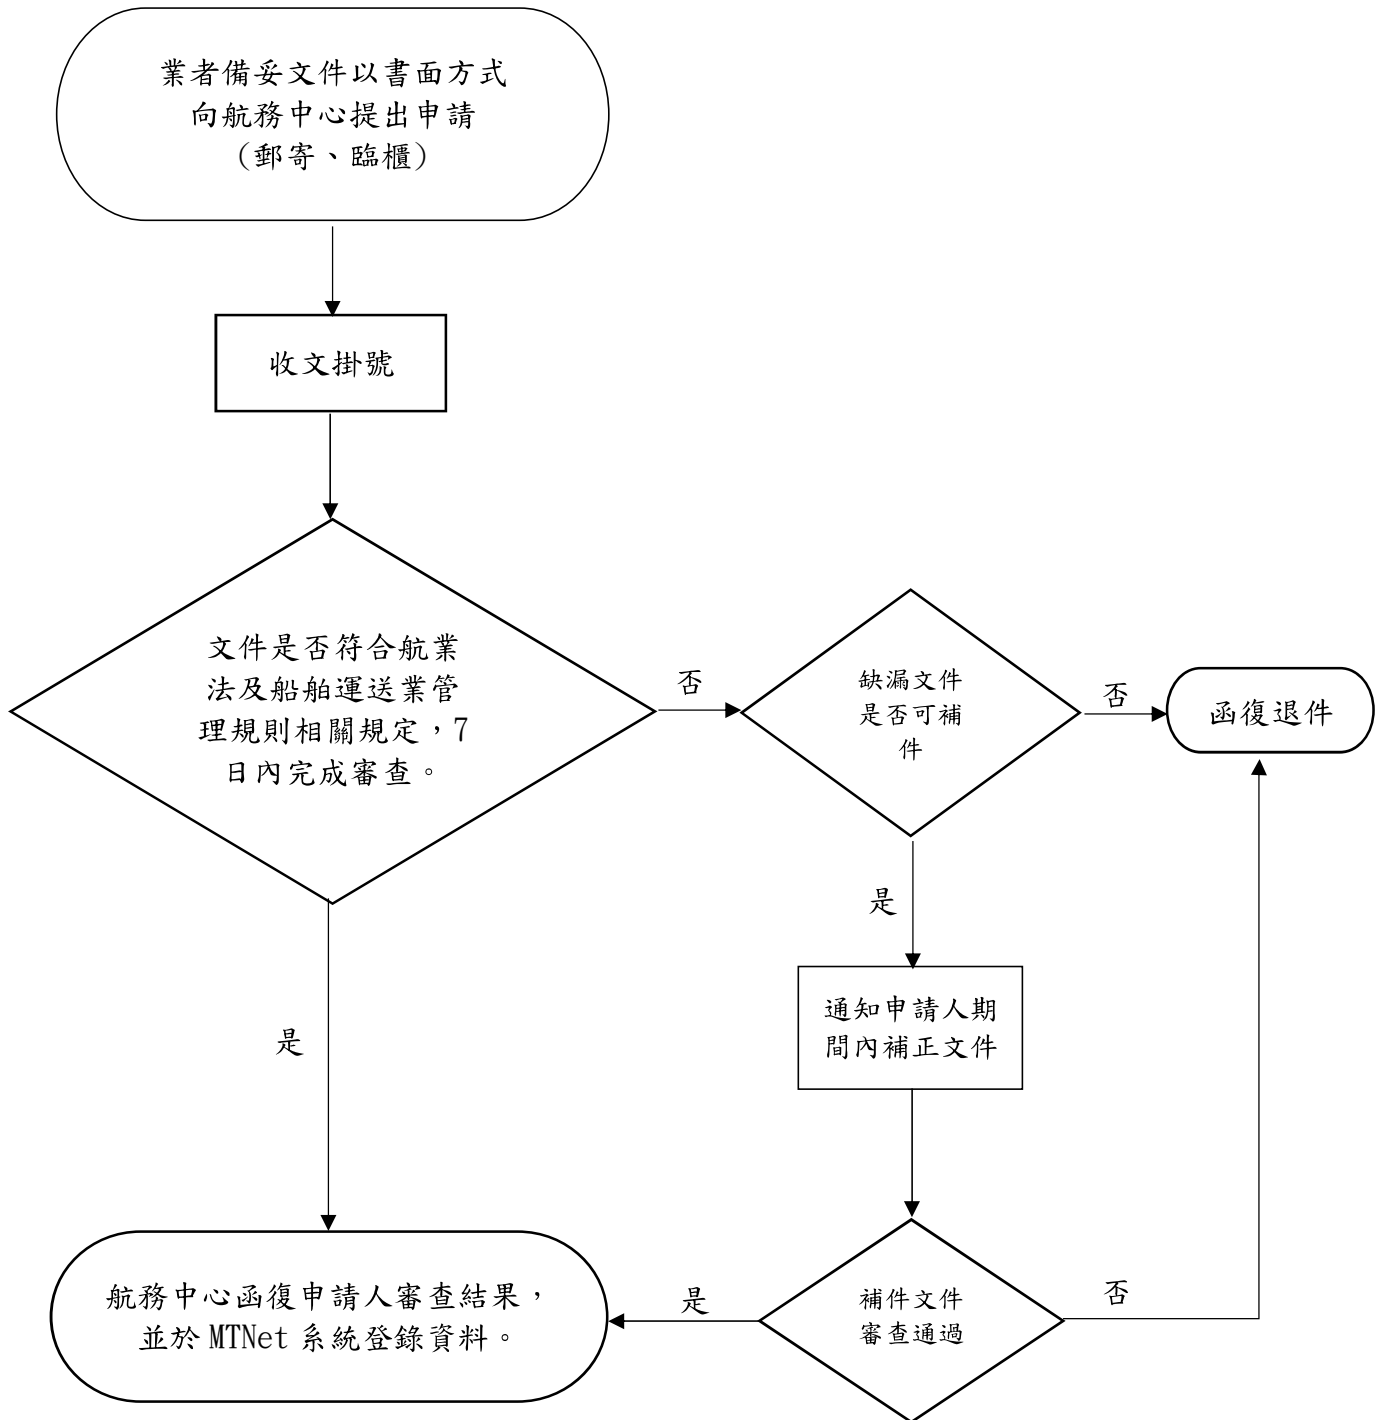 業者備妥文件以書面方式
向航務中心提出申請
(郵寄、臨櫃)
收文掛號
文件是否符合航業
法及船舶運送業管
理規則相關規定，7
日內完成審查。
否
缺漏文件
是否可補
件
否
函復退件
是
通知申請人期
間內補正文件
是
航務中心函復申請人審查結果，
並於 MTNet 系統登錄資料。
是
補件文件
審查通過
否